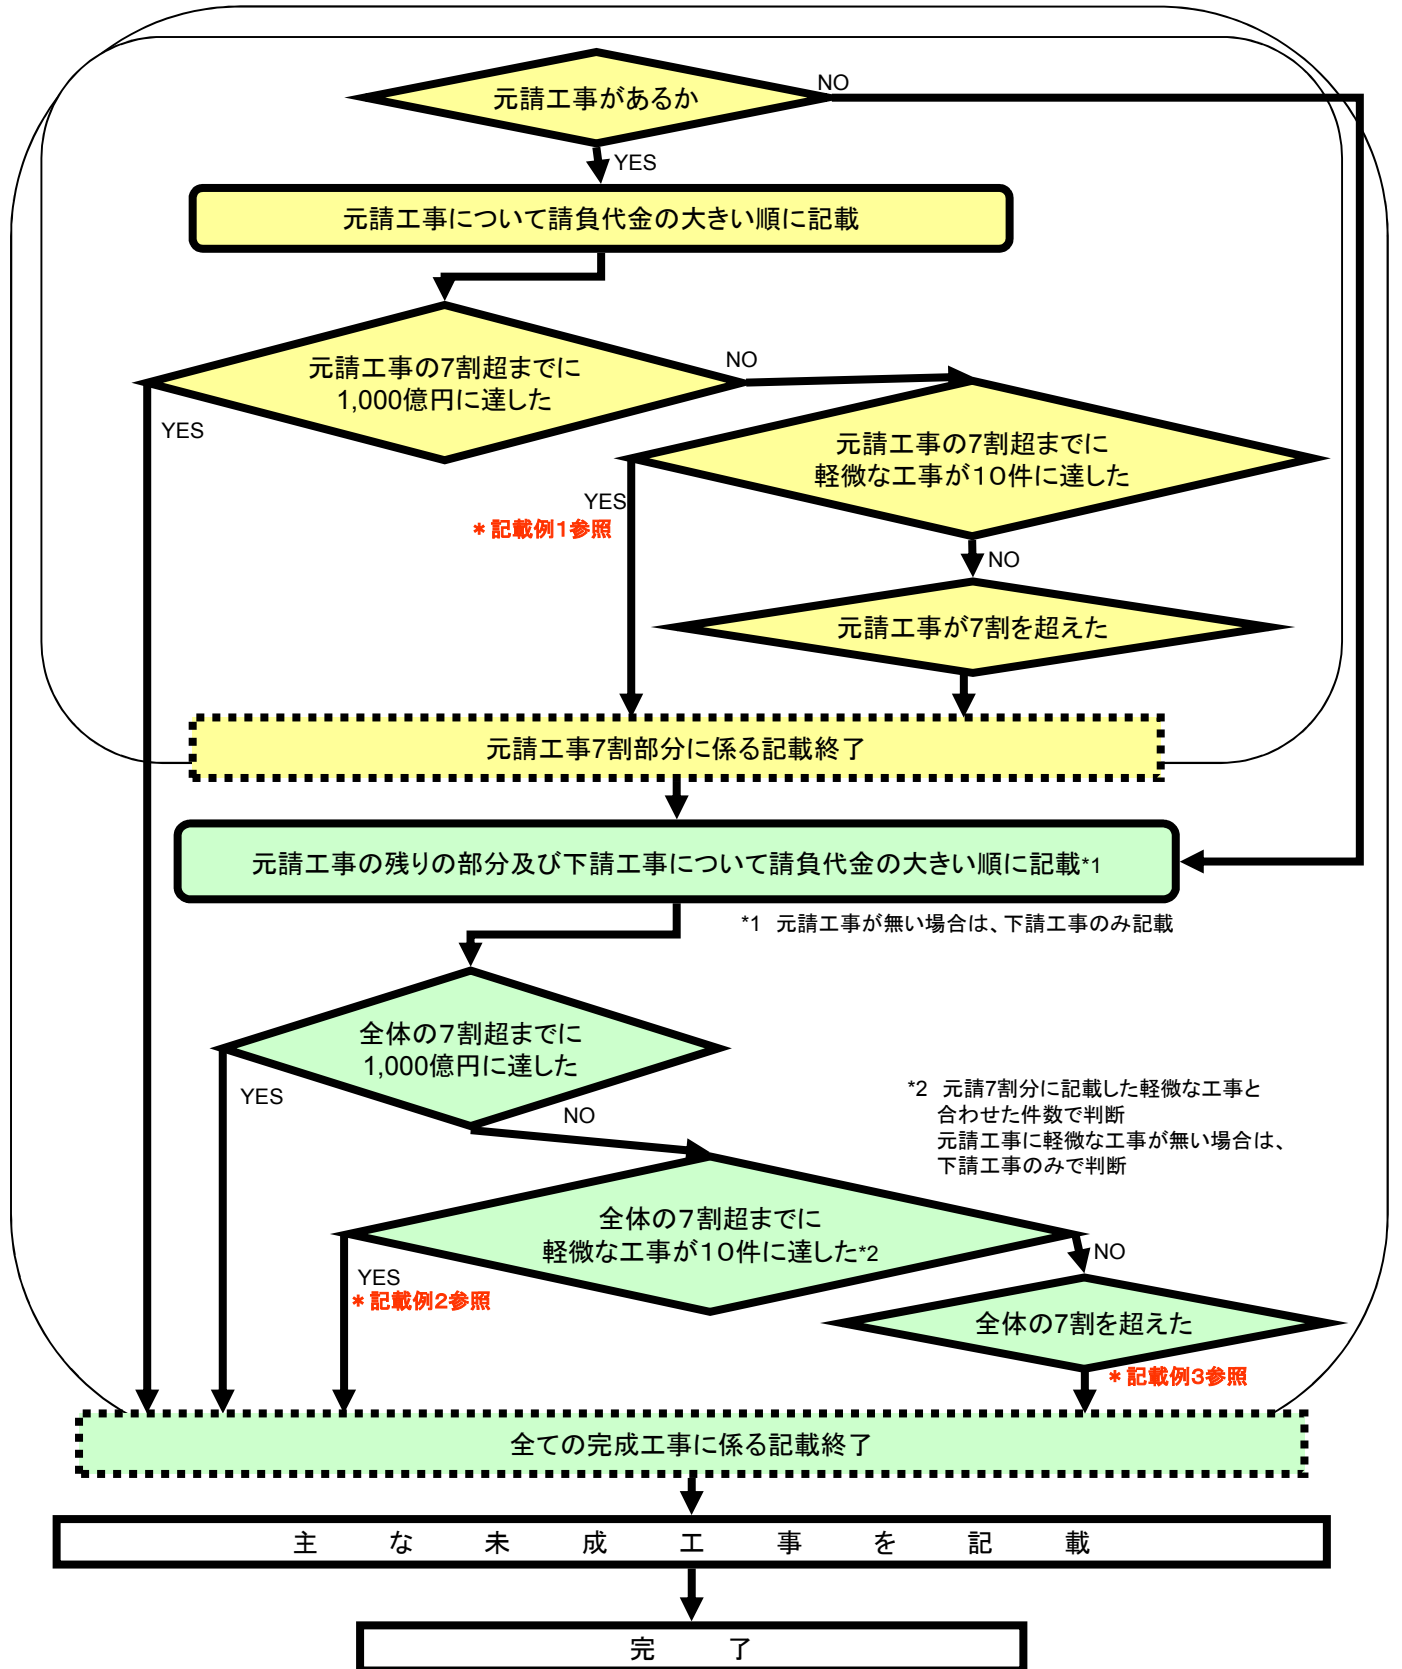 元請工事があるか
NO
YES
元請工事について請負代金の大きい順に記載
元請工事の7割超までに
1,000億円に達した
NO
YES
元請工事の7割超までに
軽微な工事が10件に達した
YES
*記載例1参照
NO
元請工事が7割を超えた
元請工事7割部分に係る記載終了
元請工事の残りの部分及び下請工事について請負代金の大きい順に記載*1
*1 元請工事が無い場合は、下請工事のみ記載
全体の7割超までに
1,000億円に達した
YES
NO
*2 元請7割分に記載した軽微な工事と
合わせた件数で判断
元請工事に軽微な工事が無い場合は、
下請工事のみで判断
全体の7割超までに
軽微な工事が10件に達した*2
YES
*記載例2参照
NO
全体の7割を超えた
*記載例3参照
全ての完成工事に係る記載終了
主 な 未 成 工 事 を 記 載
完 了